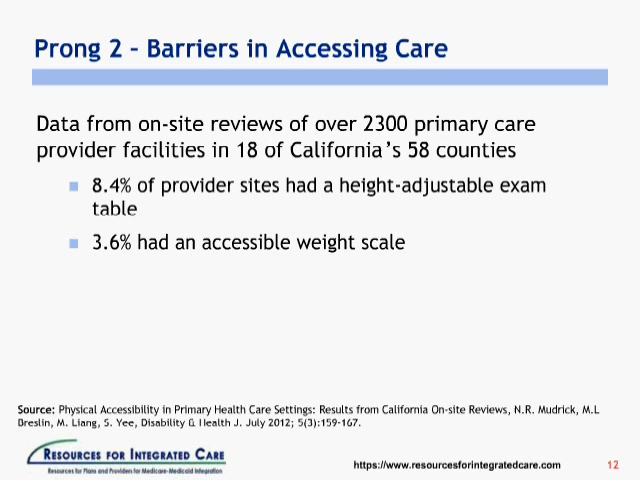 Prong 2 – Barriers in Accessing Care
Data from on-site reviews of over 2300 primary care
provider facilities in 18 of California's 58 counties
8.4% of provider sites had a height-adjustable exam
table
3.6% had an accessible weight scale
Source: Physical Accessibility in Primary Health Care Settings: Results from California On-site Reviews, N.R. Mudrick, M.L
Breslin, M. Liang, S. Yee, Disability & Health J. July 2012; 5(3):159-167.
RESOURCES FOR INTEGRATED CARE
Resources for Plans and Providers for Medicare-Medicaid Integration
https://www.resourcesforintegratedcare.com
12